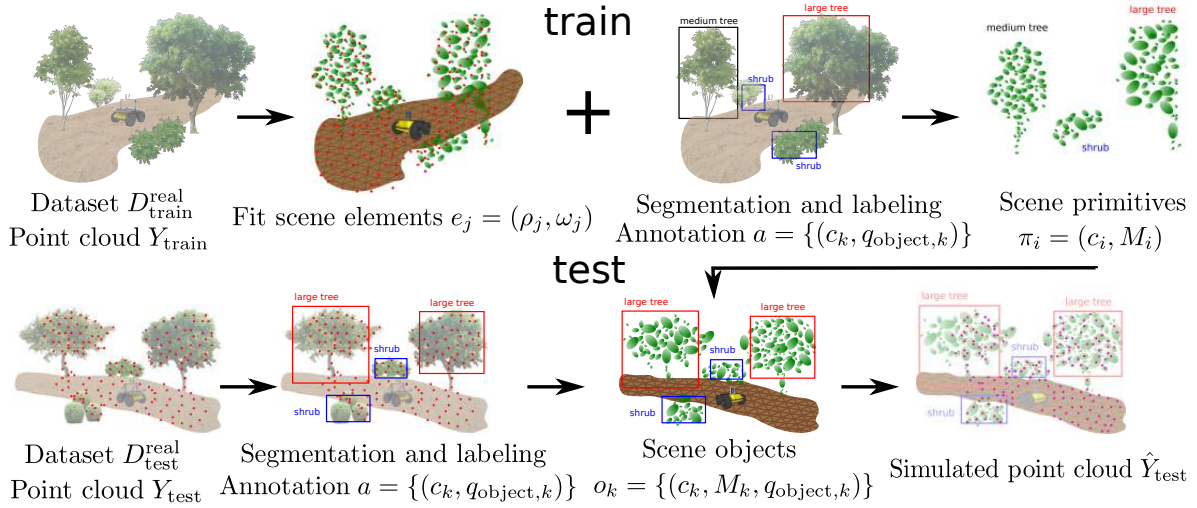 train
medium tree
large tree
shrub
shrub
medium tree
large tree
shrub
Dataset $D_{\text{train}}^{\text{real}}$
Point cloud $Y_{\text{train}}$
Fit scene elements $e_j = (\rho_j, \omega_j)$
Segmentation and labeling
Annotation $a = \{(c_k, q_{\text{object},k})\}$
Scene primitives
$\pi_i = (c_i, M_i)$
test
large tree
large tree
shrub
shrub
large tree
large tree
shrub
shrub
large tree
large tree
shrub
shrub
Dataset $D_{\text{test}}^{\text{real}}$
Point cloud $Y_{\text{test}}$
Segmentation and labeling
Annotation $a = \{(c_k, q_{\text{object},k})\}$
Scene objects
$o_k = \{(c_k, M_k, q_{\text{object},k})\}$
Simulated point cloud $\hat{Y}_{\text{test}}$